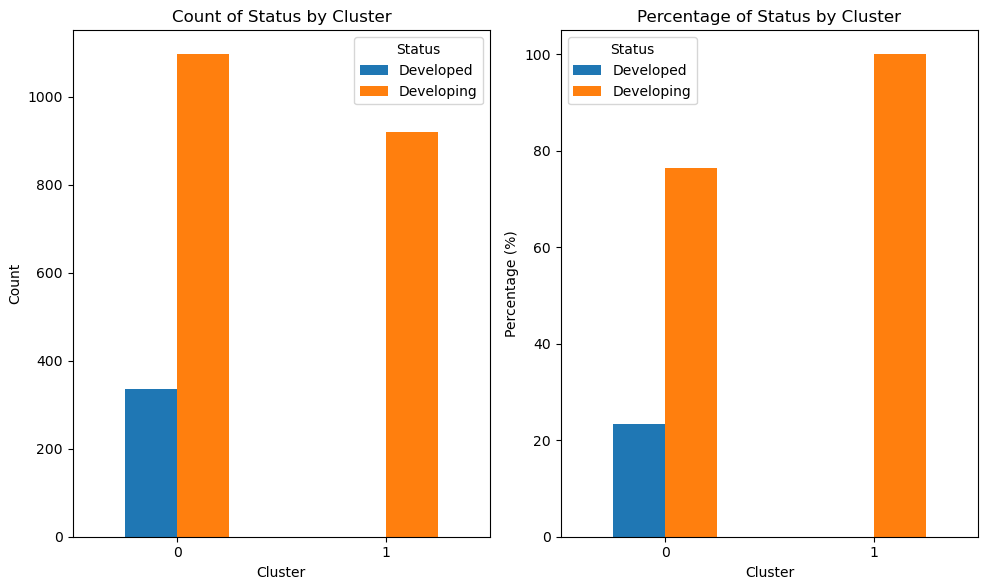 Count of Status by Cluster
Status
Developed
Developing
1000
800
600
400
200
0
Count
0
1
Cluster
Percentage of Status by Cluster
Status
Developed
Developing
100
80
60
40
20
0
Percentage (%)
0
1
Cluster